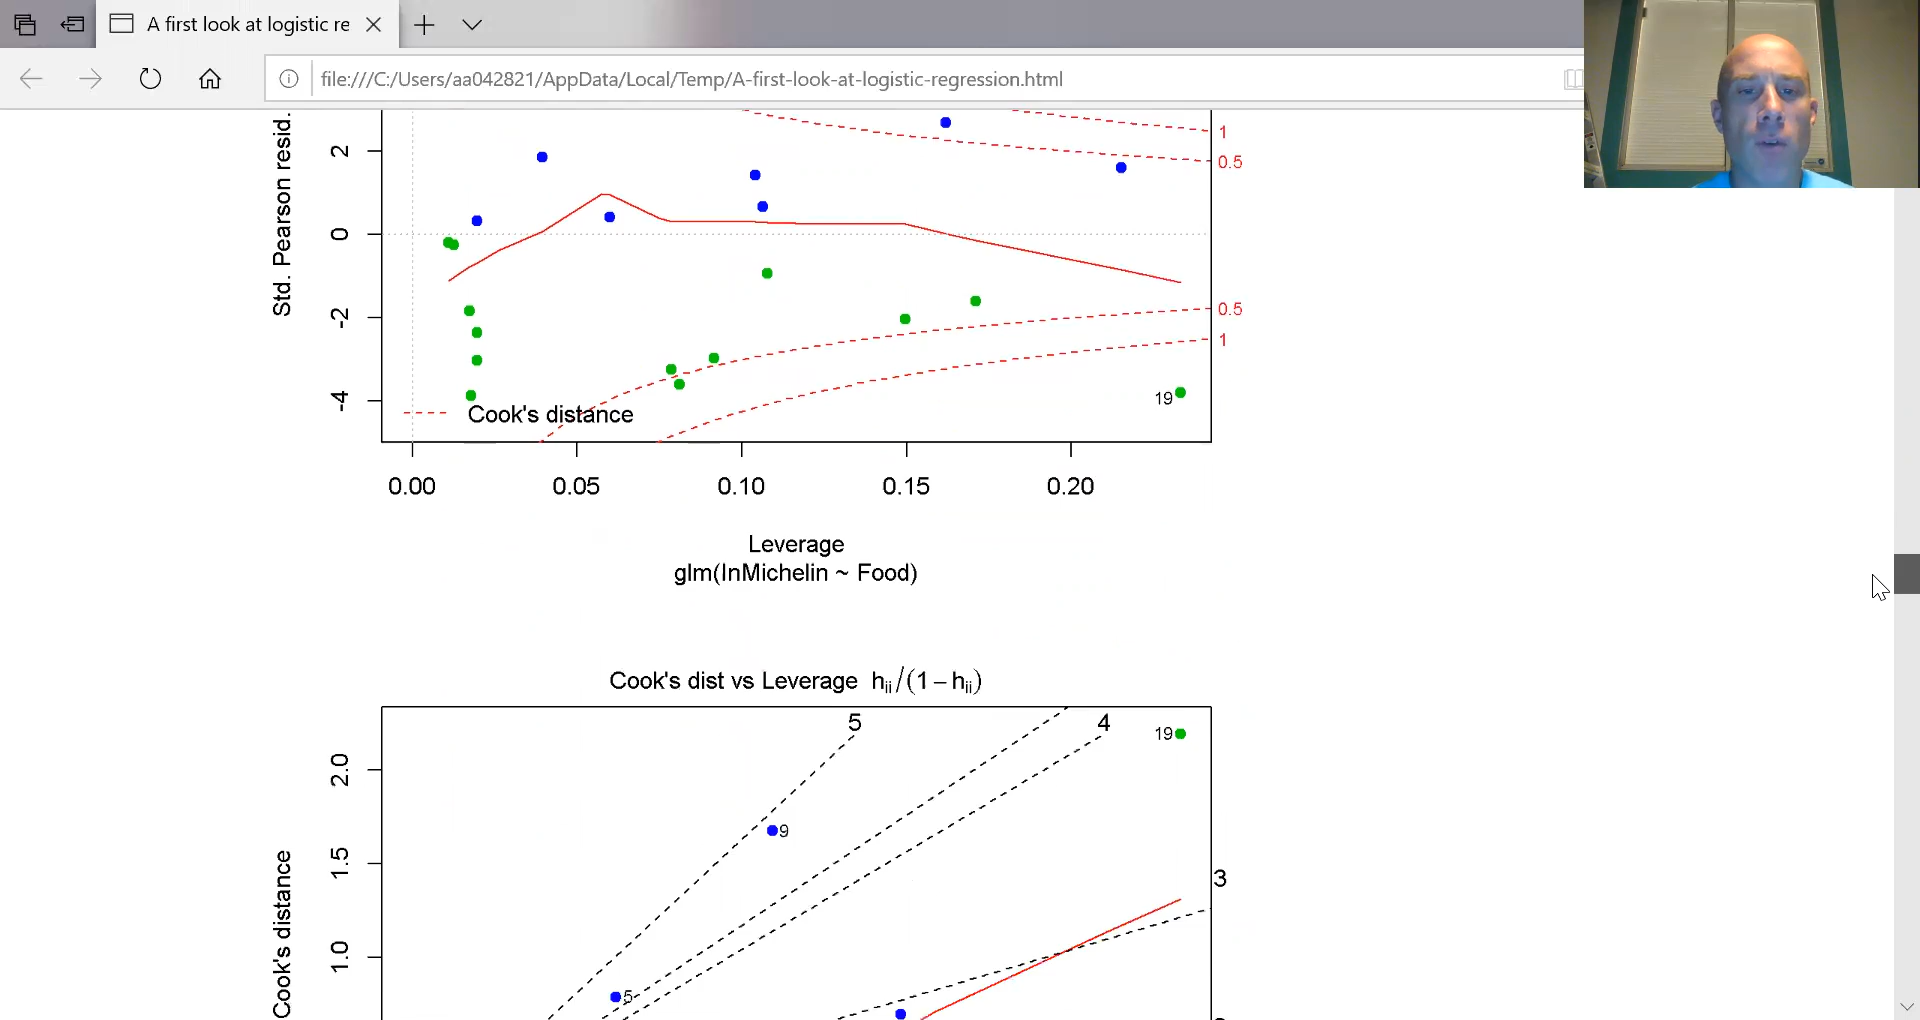 A first look at logistic re
file:///C:/Users/aa042821/AppData/Local/Temp/A-first-look-at-logistic-regression.html
Std. Pearson resid.
2
0
-2
-4
1
0.5
0.5
1
19
Cook's distance
0.00 0.05 0.10 0.15 0.20
Leverage
glm(InMichelin ~ Food)
Cook's dist vs Leverage hii/(1−hii)
5
4
19
2.0
9
1.5
3
Cook's distance
1.0
5